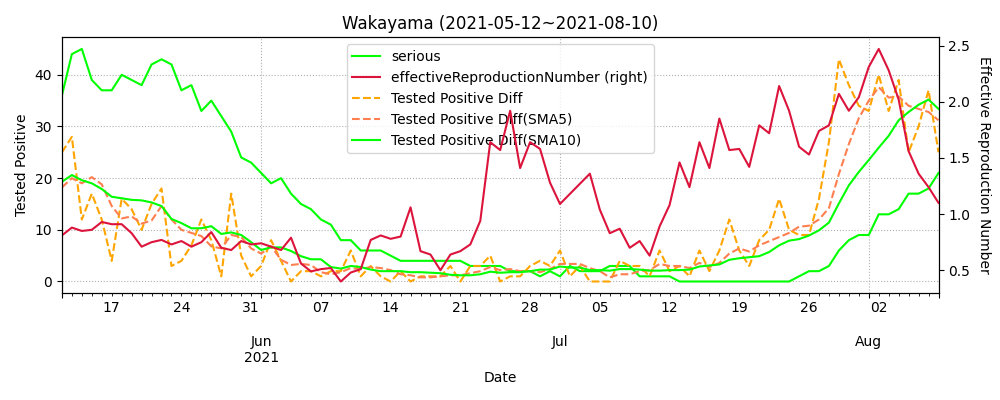 Wakayama (2021-05-12~2021-08-10)
serious
effectiveReproductionNumber (right)
Tested Positive Diff
Tested Positive Diff(SMA5)
Tested Positive Diff(SMA10)
Tested Positive
40
30
20
10
0
2.5
2.0
1.5
1.0
0.5
Effective Reproduction Number
17 24 31 07 14 21 28 05 12 19 26 02
Jun Jul Aug
2021
Date